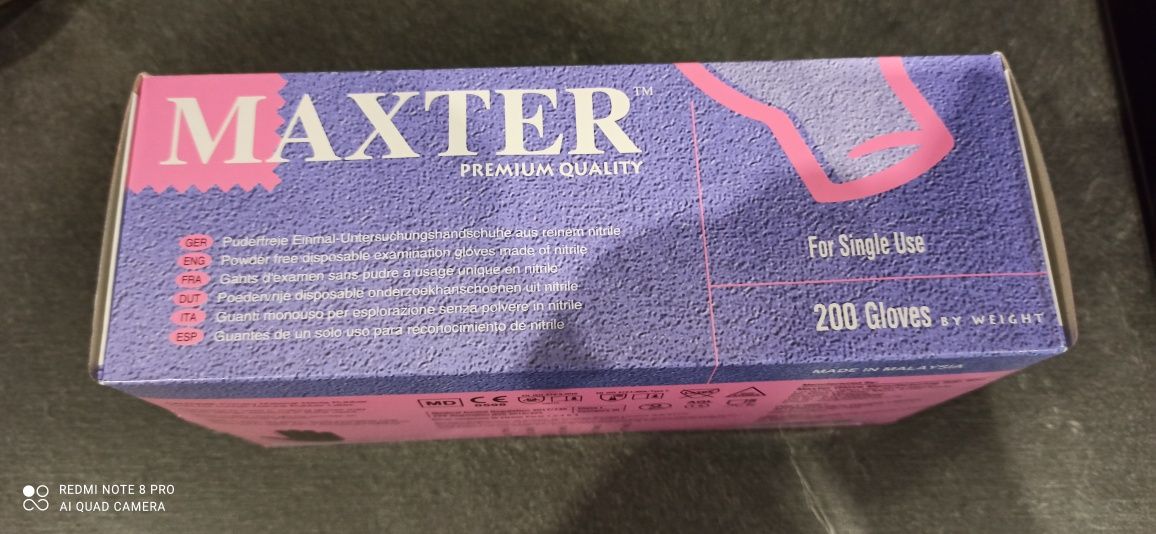 MAXTER™
PREMIUM QUALITY
GER Puderfreie Einmal-Untersuchungshandschuhe aus reinem nitrile
ENG Powder free disposable examination gloves made of nitrile
FRA Gants d'examen sans pudre a usage unique en nitrile
DUT Poedervrije disposable onderzoekhanschoenen uit nitril
ITA Guanti monouso per esplorazione senza polvere in nitrile
ESP Guantes de un solo uso para reconocimiento de nitrile
For Single Use
200 Gloves BY WEIGHT
MADE IN MALAYSIA
MD CE
AQL
REDMI NOTE 8 PRO
AI QUAD CAMERA